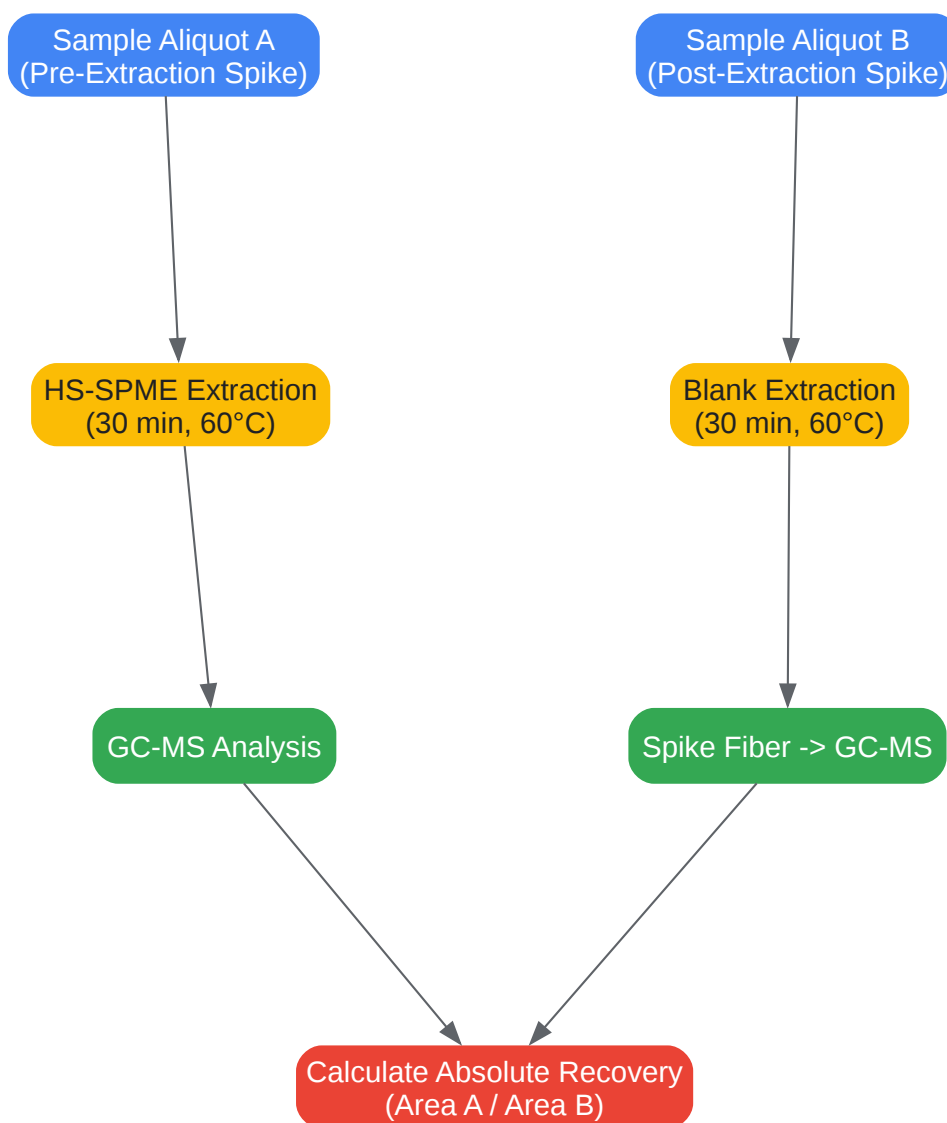 Sample Aliquot A
(Pre-Extraction Spike)
Sample Aliquot B
(Post-Extraction Spike)
HS-SPME Extraction
(30 min, 60°C)
Blank Extraction
(30 min, 60°C)
GC-MS Analysis
Spike Fiber -> GC-MS
Calculate Absolute Recovery
(Area A / Area B)